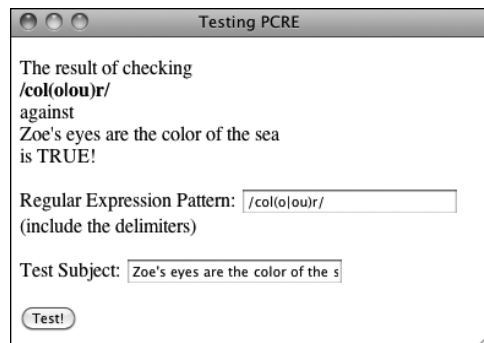 Testing PCRE
The result of checking
/col(o|ou)r/
against
Zoe's eyes are the color of the sea
is TRUE!
Regular Expression Pattern: /col(o|ou)r/
(include the delimiters)
Test Subject: Zoe's eyes are the color of the s
Test!